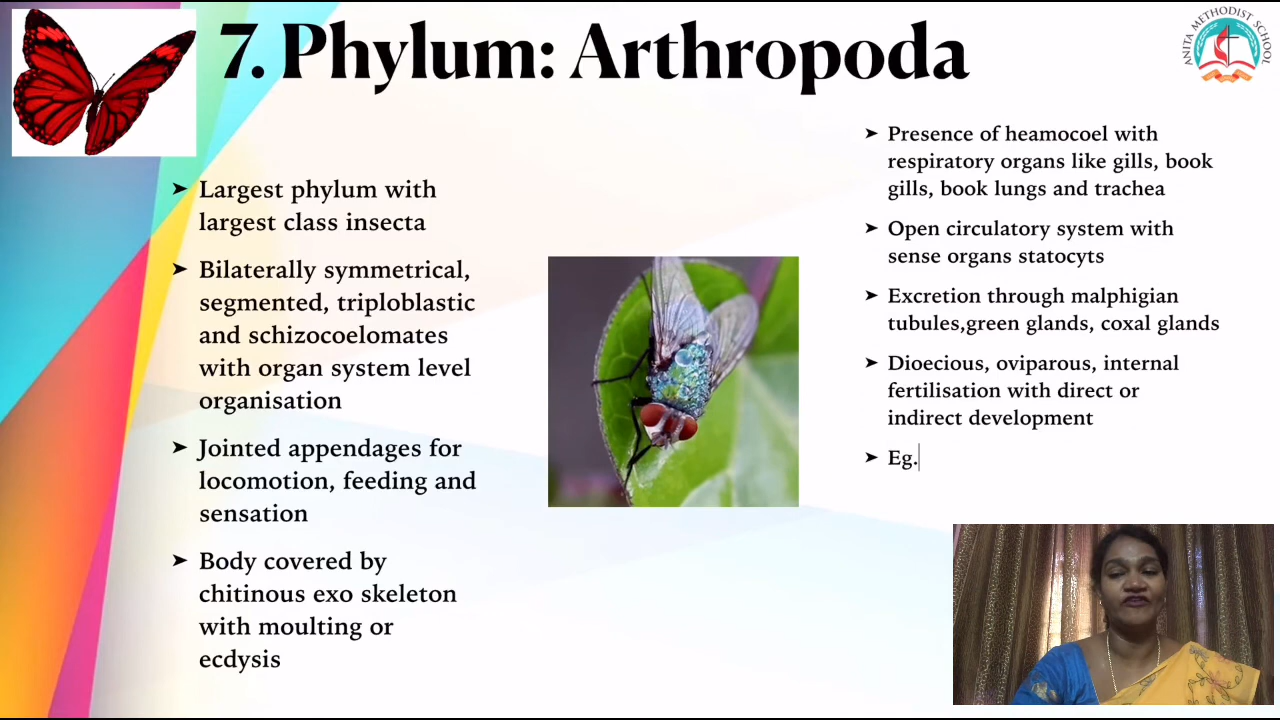 7. Phylum: Arthropoda
ANITA METHODIST SCHOOL
➤ Largest phylum with
largest class insecta
➤ Bilaterally symmetrical,
segmented, triploblastic
and schizocoelomates
with organ system level
organisation
➤ Jointed appendages for
locomotion, feeding and
sensation
➤ Body covered by
chitinous exo skeleton
with moulting or
ecdysis
➤ Presence of heamocoel with
respiratory organs like gills, book
gills, book lungs and trachea
➤ Open circulatory system with
sense organs statocyts
➤ Excretion through malphigian
tubules,green glands, coxal glands
➤ Dioecious, oviparous, internal
fertilisation with direct or
indirect development
➤ Eg.